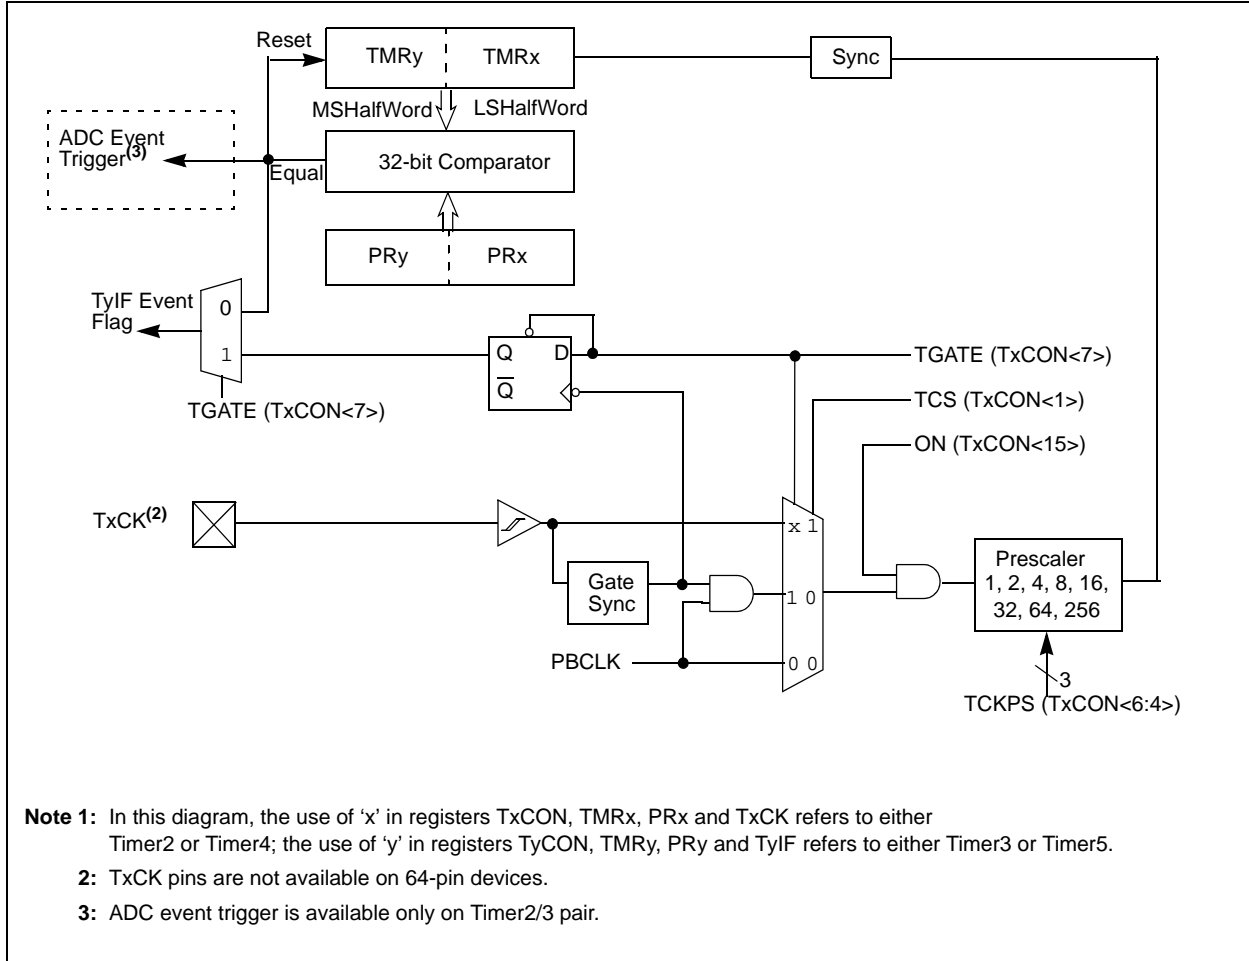 Reset
TMRy
TMRx
Sync
MSHalfWord
LSHalfWord
ADC Event
Trigger(3)
Equal
32-bit Comparator
PRy
PRx
TyIF Event
Flag
0
1
TGATE (TxCON<7>)
Q
D
Q
TGATE (TxCON<7>)
TCS (TxCON<1>)
ON (TxCON<15>)
TxCK(2)
x 1
Gate
Sync
1 0
Prescaler
1, 2, 4, 8, 16,
32, 64, 256
PBCLK
0 0
3
TCKPS (TxCON<6:4>)
Note 1: In this diagram, the use of ‘x’ in registers TxCON, TMRx, PRx and TxCK refers to either
Timer2 or Timer4; the use of ‘y’ in registers TyCON, TMRy, PRy and TyIF refers to either Timer3 or Timer5.
2: TxCK pins are not available on 64-pin devices.
3: ADC event trigger is available only on Timer2/3 pair.